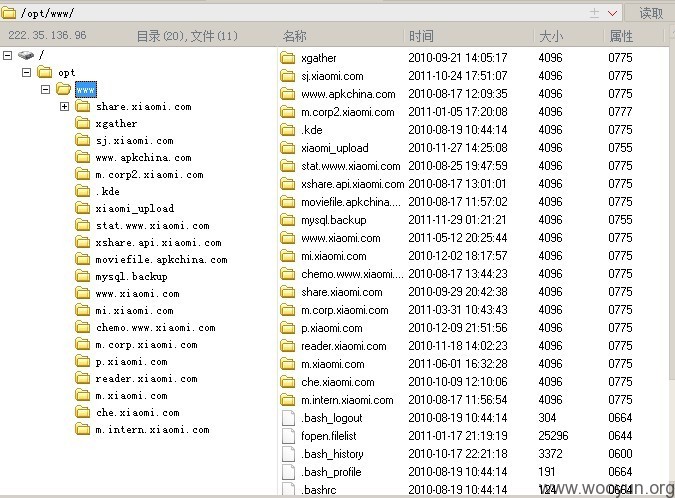 /opt/www/ 读取
222.35.136.96 目录(20),文件(11) 名称 时间 大小 属性
/
opt
www
share.xiaomi.com
xgather
sj.xiaomi.com
www.apkchina.com
m.corp2.xiaomi.com
.kde
xiaomi_upload
stat.www.xiaomi.com
xshare.api.xiaomi.com
moviefile.apkchina.com
mysql.backup
www.xiaomi.com
mi.xiaomi.com
chemo.www.xiaomi.com
m.corp.xiaomi.com
p.xiaomi.com
reader.xiaomi.com
m.xiaomi.com
che.xiaomi.com
m.intern.xiaomi.com
xgather 2010-09-21 14:05:17 4096 0775
sj.xiaomi.com 2011-10-24 17:51:07 4096 0775
www.apkchina.com 2010-08-17 12:09:35 4096 0775
m.corp2.xiaomi.com 2011-01-05 17:20:08 4096 0777
.kde 2010-08-19 10:44:14 4096 0775
xiaomi_upload 2010-11-27 14:25:08 4096 0755
stat.www.xiaomi.com 2010-08-25 19:47:59 4096 0775
xshare.api.xiaomi.com 2010-08-17 13:01:01 4096 0775
moviefile.apkchina.... 2010-08-17 11:57:02 4096 0775
mysql.backup 2011-11-29 01:21:21 4096 0755
www.xiaomi.com 2011-05-12 20:25:44 4096 0775
mi.xiaomi.com 2010-12-02 18:17:57 4096 0775
chemo.www.xiaomi.... 2010-08-17 13:44:23 4096 0775
share.xiaomi.com 2010-09-29 20:42:38 4096 0775
m.corp.xiaomi.com 2011-03-31 10:43:43 4096 0775
p.xiaomi.com 2010-12-09 21:51:56 4096 0775
reader.xiaomi.com 2010-11-18 14:02:23 4096 0775
m.xiaomi.com 2011-06-01 16:32:28 4096 0775
che.xiaomi.com 2010-10-09 12:10:06 4096 0775
m.intern.xiaomi.com 2010-08-17 11:56:54 4096 0775
.bash_logout 2010-08-19 10:44:14 304 0664
fopen.filelist 2011-01-17 21:19:19 25296 0644
.bash_history 2010-10-17 22:21:18 3372 0600
.bash_profile 2010-08-19 10:44:14 191 0664
.bashrc 2010-08-19 10:44:14 124 0664
www.wooyun.org